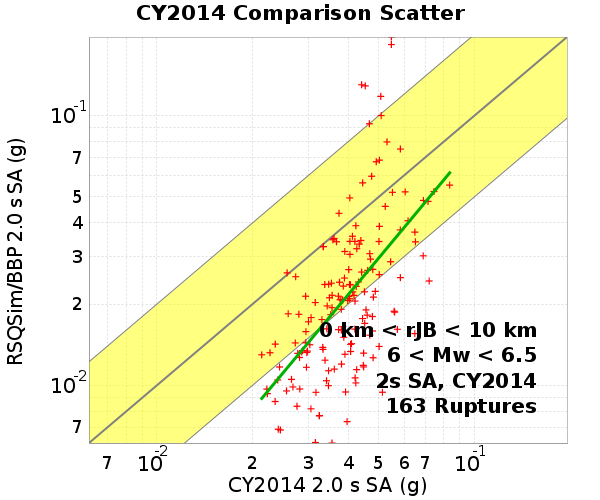 CY2014 Comparison Scatter
RSQSim/BBP 2.0 s SA (g)
10-1
7
5
4
3
2
10-2
7
0 km < rJB < 10 km
6 < Mw < 6.5
2s SA, CY2014
163 Ruptures
7 10-2 2 3 4 5 6 7 10-1
CY2014 2.0 s SA (g)